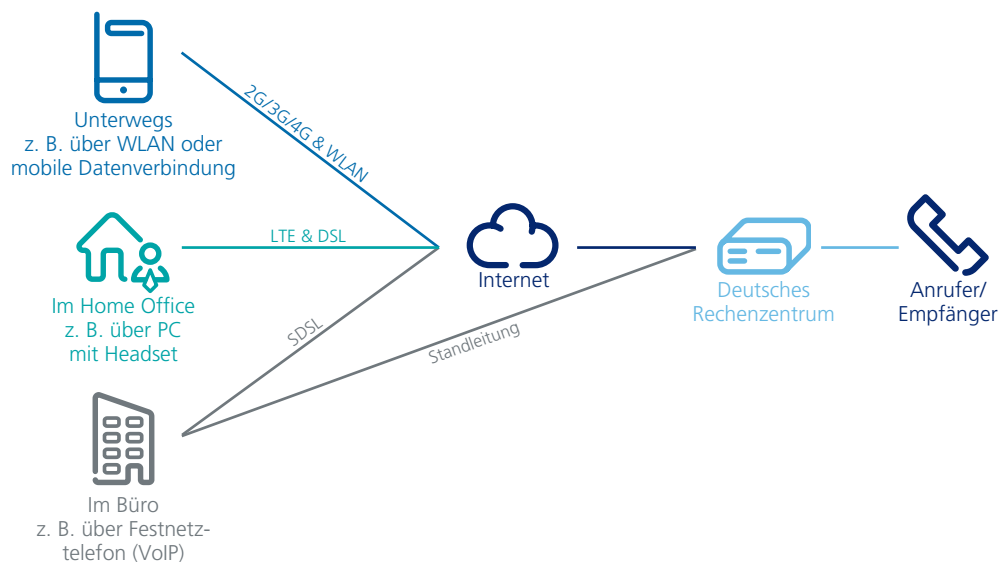 Unterwegs
z. B. über WLAN oder
mobile Datenverbindung
2G/3G/4G & WLAN
Im Home Office
z. B. über PC
mit Headset
LTE & DSL
Im Büro
z. B. über Festnetz-
telefon (VoIP)
SDSL
Standleitung
Internet
Deutsches
Rechenzentrum
Anrufer/
Empfänger